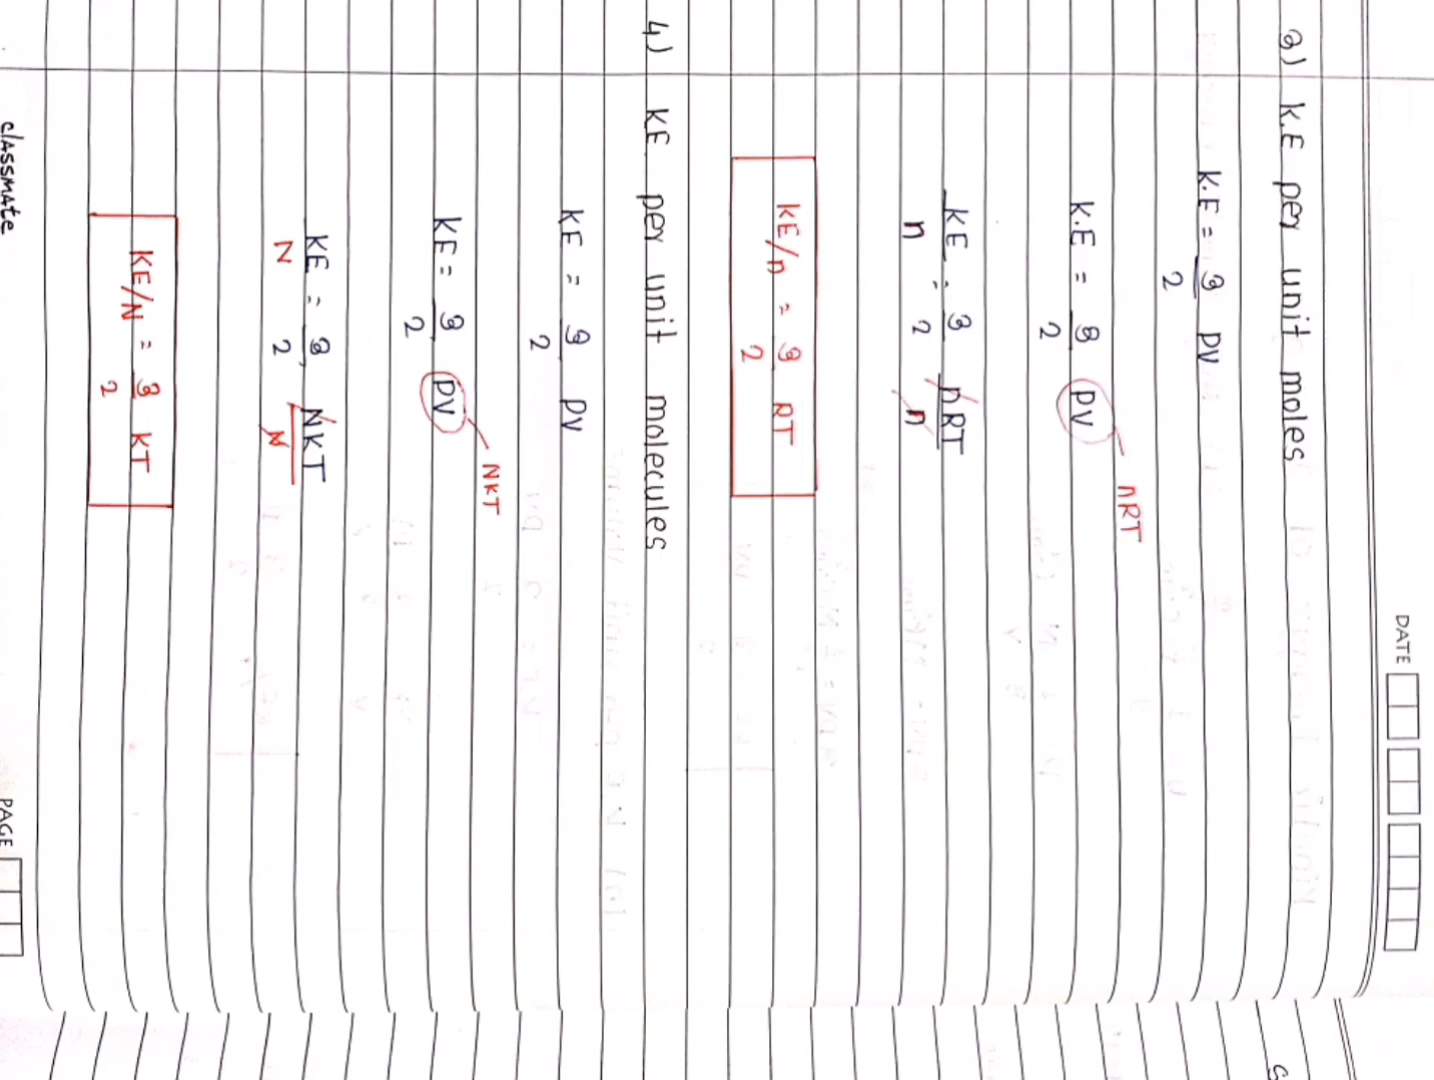 DATE
3) K.E per unit moles
K.E = 3/2 PV
K.E = 3/2 PV nRT
KE/n = 3/2 nRT/n
KE/n = 3/2 RT
4) KE per unit molecules
KE = 3/2 PV
KE = 3/2 PV NKT
KE/N = 3/2 NKT/N
KE/N = 3/2 KT
classmate
PAGE